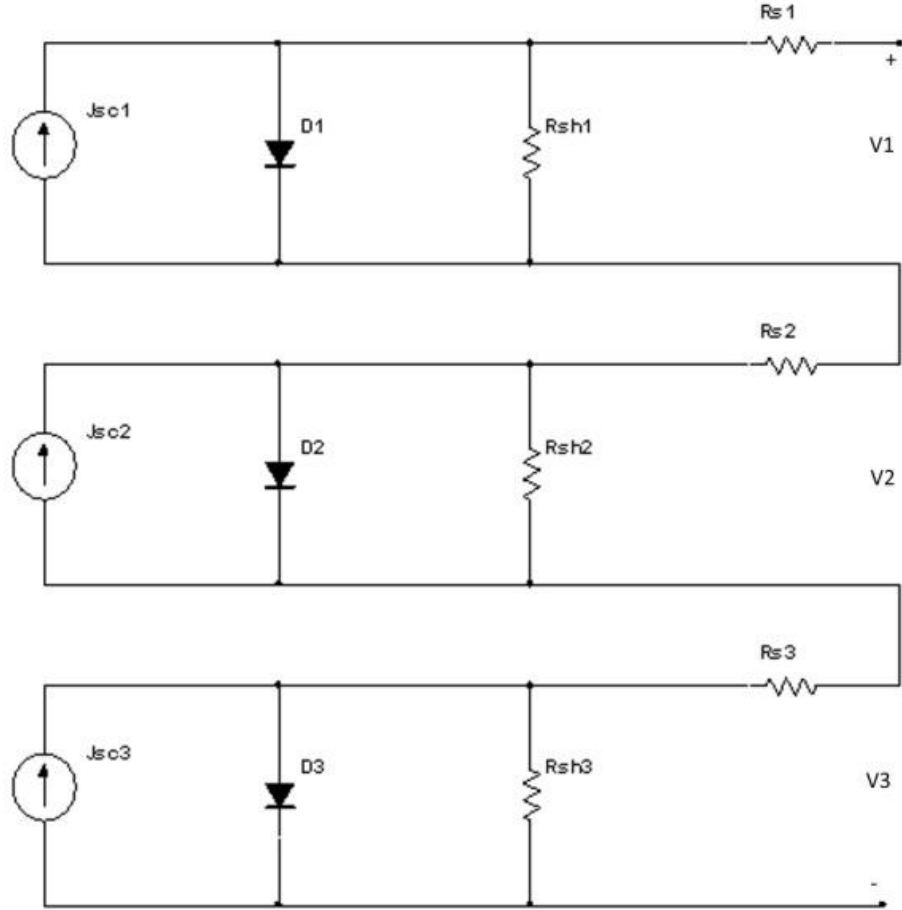 Rs1
+
Jsc1
D1
Rsh1
V1
Rs2
Jsc2
D2
Rsh2
V2
Rs3
Jsc3
D3
Rsh3
V3
-